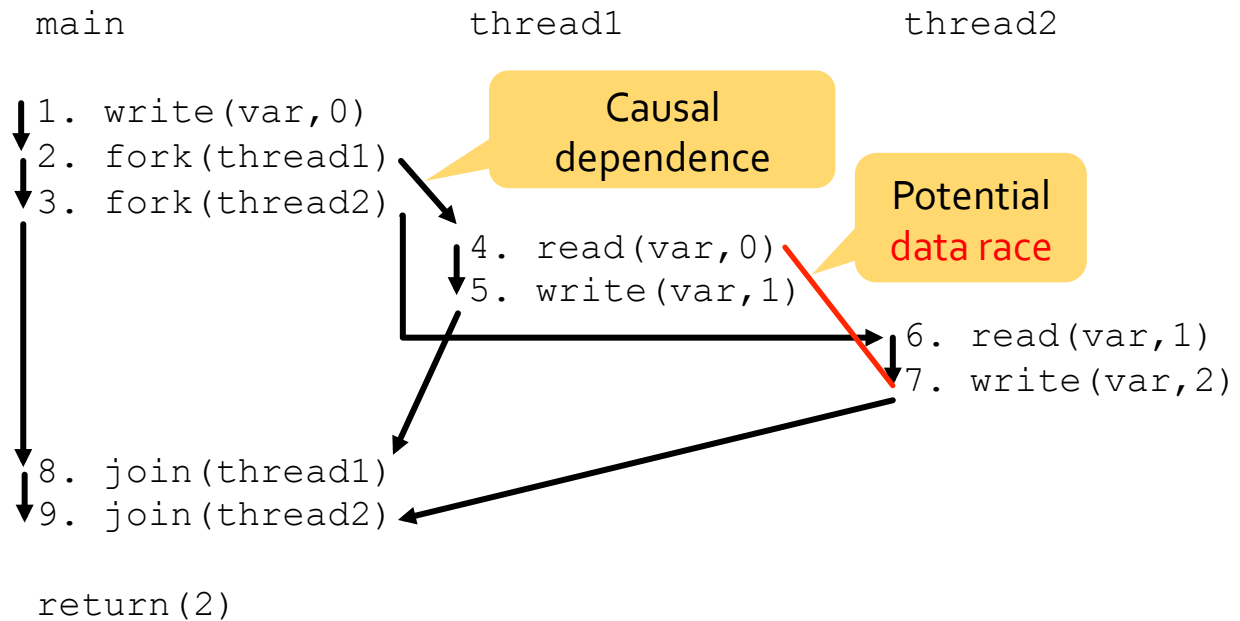 main thread1 thread2
1. write(var,0)
2. fork(thread1)
3. fork(thread2)
Causal
dependence
Potential
data race
4. read(var,0)
5. write(var,1)
6. read(var,1)
7. write(var,2)
8. join(thread1)
9. join(thread2)
return(2)